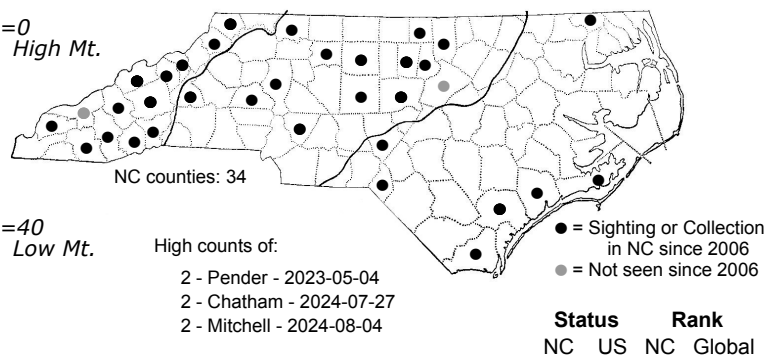 =0
High Mt.
NC counties: 34
=40
Low Mt.
High counts of:
2 - Pender - 2023-05-04
2 - Chatham - 2024-07-27
2 - Mitchell - 2024-08-04
● = Sighting or Collection
in NC since 2006
● = Not seen since 2006
Status Rank
NC US NC Global